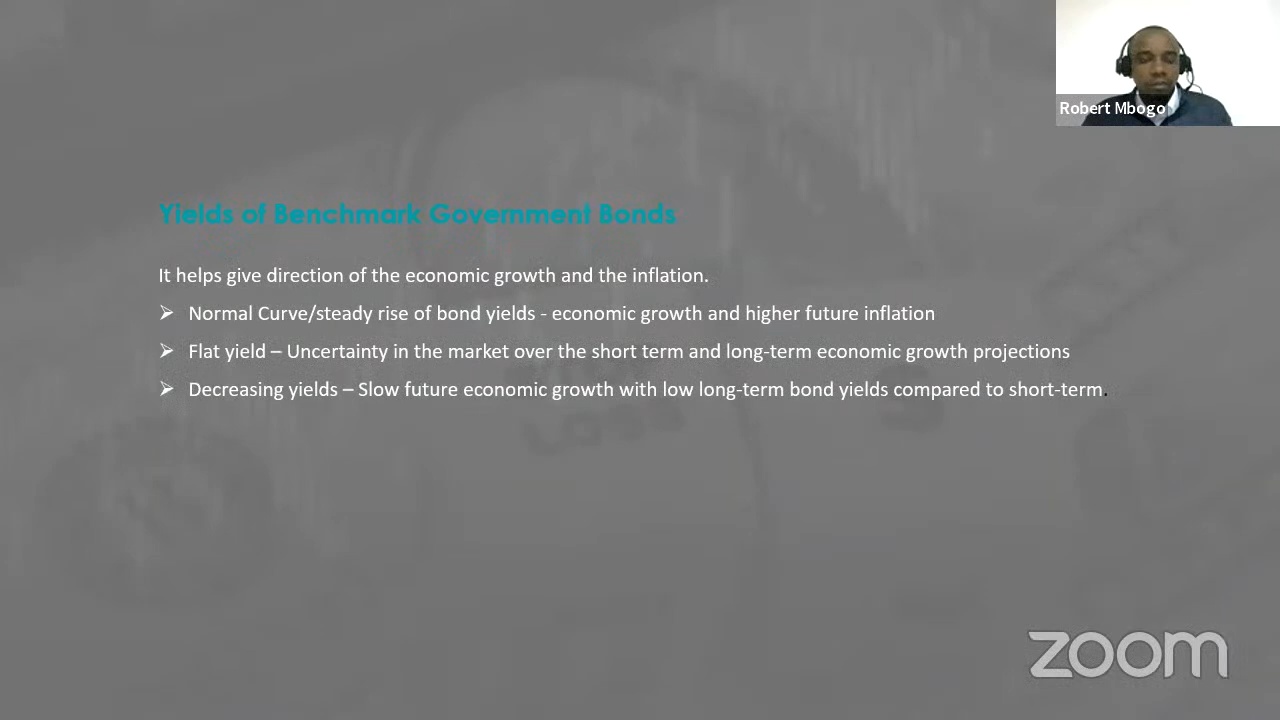 Robert Mbogo
Yields of Benchmark Government Bonds
It helps give direction of the economic growth and the inflation.
Normal Curve/steady rise of bond yields - economic growth and higher future inflation
Flat yield – Uncertainty in the market over the short term and long-term economic growth projections
Decreasing yields – Slow future economic growth with low long-term bond yields compared to short-term.
LOSS
zoom